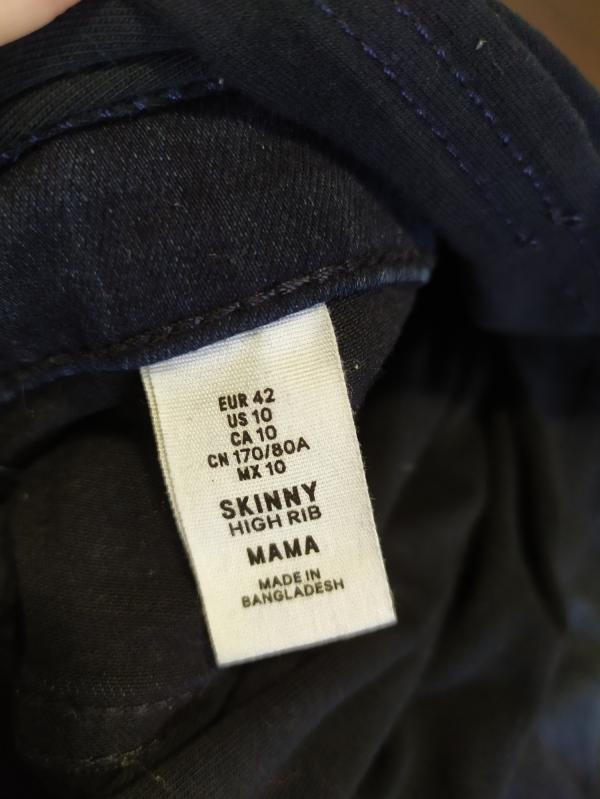 EUR 42
US 10
CA 10
CN 170/80A
MX 10
SKINNY
HIGH RIB
MAMA
MADE IN
BANGLADESH